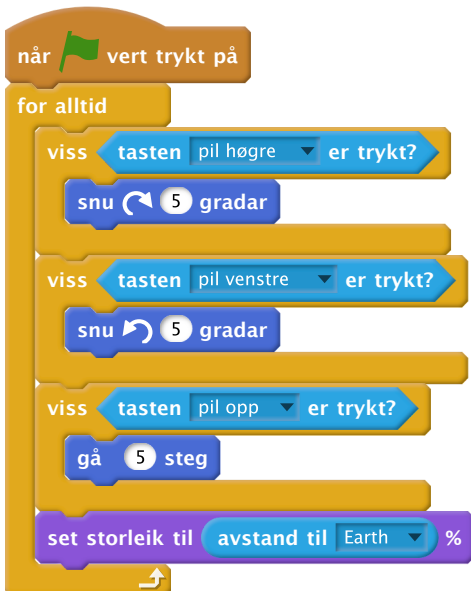 når vert trykt på
for alltid
viss tasten pil høgre er trykt?
snu 5 gradar
viss tasten pil venstre er trykt?
snu 5 gradar
viss tasten pil opp er trykt?
gå 5 steg
set storleik til avstand til Earth %